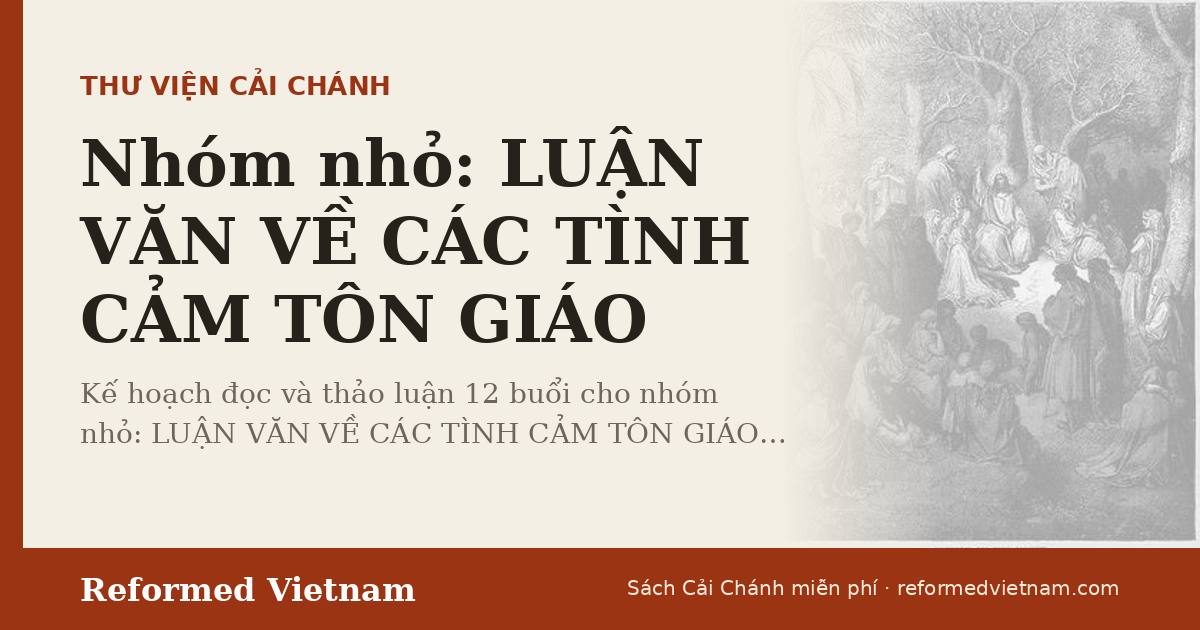 THƯ VIỆN CẢI CHÁNH
Nhóm nhỏ: LUẬN
VĂN VỀ CÁC TÌNH
CẢM TÔN GIÁO
Kế hoạch đọc và thảo luận 12 buổi cho nhóm
nhỏ: LUẬN VĂN VỀ CÁC TÌNH CẢM TÔN GIÁO...
Reformed Vietnam
Sách Cải Chánh miễn phí · reformedvietnam.com